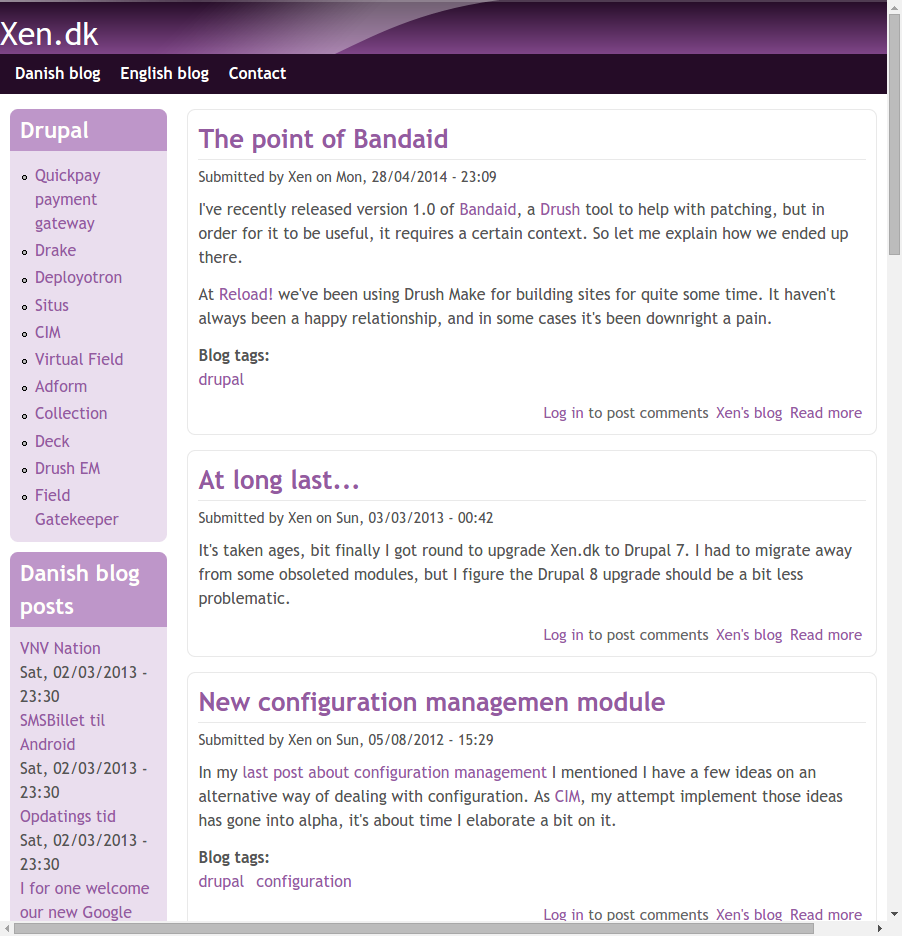 Xen.dk
Danish blog English blog Contact
Drupal
Quickpay
payment
gateway
Drake
Deployotron
Situs
CIM
Virtual Field
Adform
Collection
Deck
Drush EM
Field
Gatekeeper
Danish blog
posts
VNV Nation
Sat, 02/03/2013 -
23:30
SMSBillet til
Android
Sat, 02/03/2013 -
23:30
Opdatings tid
Sat, 02/03/2013 -
23:30
I for one welcome
our new Google
The point of Bandaid
Submitted by Xen on Mon, 28/04/2014 - 23:09
I've recently released version 1.0 of Bandaid, a Drush tool to help with patching, but in
order for it to be useful, it requires a certain context. So let me explain how we ended up
there.
At Reload! we've been using Drush Make for building sites for quite some time. It haven't
always been a happy relationship, and in some cases it's been downright a pain.
Blog tags:
drupal
Log in to post comments Xen's blog Read more
At long last...
Submitted by Xen on Sun, 03/03/2013 - 00:42
It's taken ages, bit finally I got round to upgrade Xen.dk to Drupal 7. I had to migrate away
from some obsoleted modules, but I figure the Drupal 8 upgrade should be a bit less
problematic.
Log in to post comments Xen's blog Read more
New configuration managemen module
Submitted by Xen on Sun, 05/08/2012 - 15:29
In my last post about configuration management I mentioned I have a few ideas on an
alternative way of dealing with configuration. As CIM, my attempt implement those ideas
has gone into alpha, it's about time I elaborate a bit on it.
Blog tags:
drupal configuration
Log in to post comments Xen's blog Read more